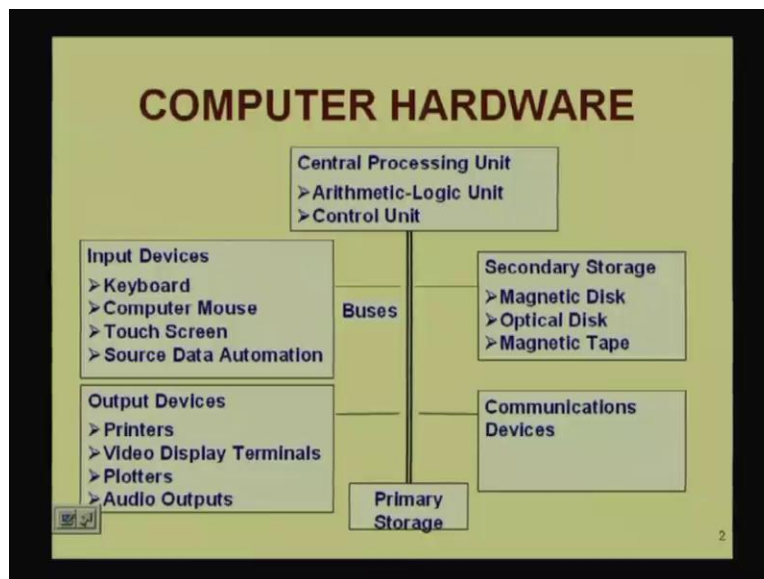 COMPUTER HARDWARE
Central Processing Unit
➢Arithmetic-Logic Unit
➢Control Unit
Input Devices
➢Keyboard
➢Computer Mouse
➢Touch Screen
➢Source Data Automation
Buses
Secondary Storage
➢Magnetic Disk
➢Optical Disk
➢Magnetic Tape
Output Devices
➢Printers
➢Video Display Terminals
➢Plotters
➢Audio Outputs
Communications
Devices
Primary
Storage
2